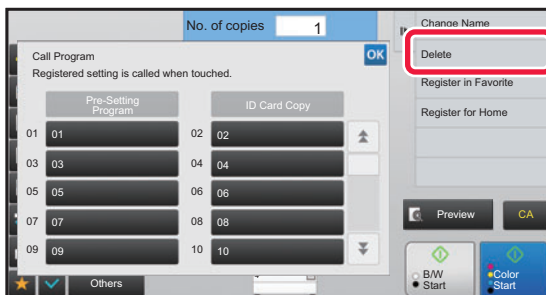 No. of copies 1
Call Program
OK
Registered setting is called when touched.
Pre-Setting
Program
ID Card Copy
01 01
02 02
03 03
04 04
05 05
06 06
07 07
08 08
09 09
10 10
Others
Change Name
Delete
Register in Favorite
Register for Home
Preview
CA
B/W
Start
Color
Start